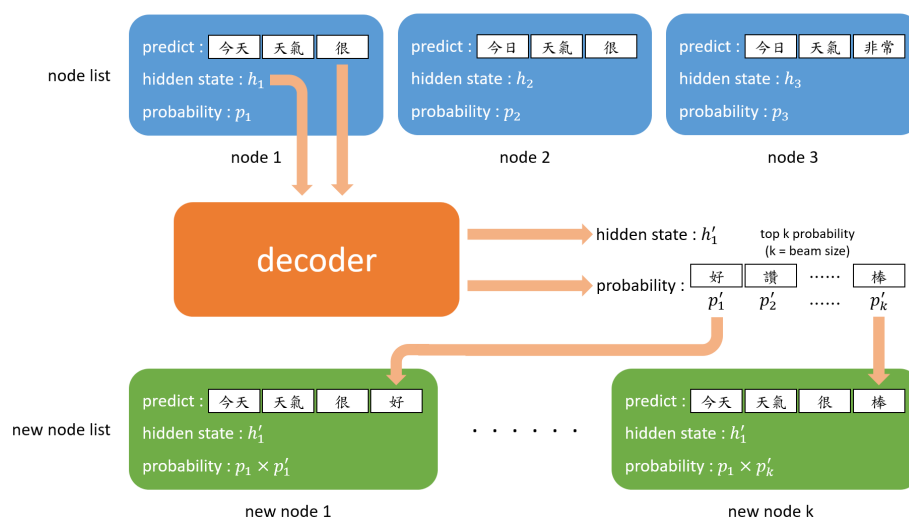 predict : 今天 天氣 很
hidden state : h₁
probability : p₁
node 1
predict : 今日 天氣 很
hidden state : h₂
probability : p₂
node 2
predict : 今日 天氣 非常
hidden state : h₃
probability : p₃
node 3
node list
decoder
hidden state : h′₁
top k probability
(k = beam size)
probability : 好 讚 ...... 棒
p′₁ p′₂ ...... p′ₖ
new node list
predict : 今天 天氣 很 好
hidden state : h′₁
probability : p₁ × p′₁
new node 1
. . . . . .
predict : 今天 天氣 很 棒
hidden state : h′₁
probability : p₁ × p′ₖ
new node k